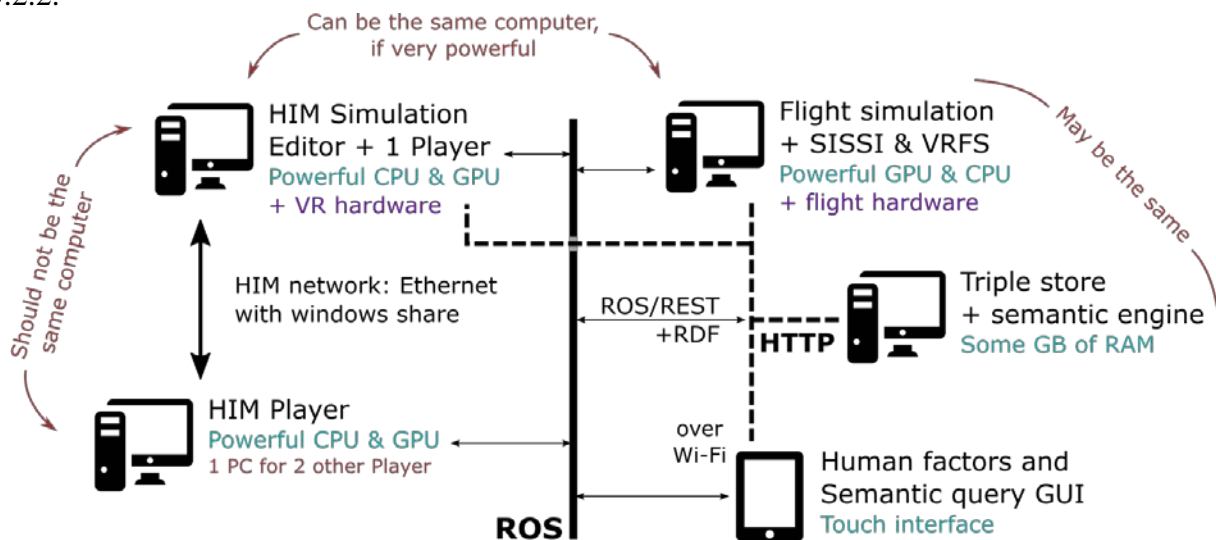 Can be the same computer,
if very powerful
HIM Simulation
Editor + 1 Player
Powerful CPU & GPU
+ VR hardware
Flight simulation
+ SISSI & VRFS
Powerful GPU & CPU
+ flight hardware
May be the same
Should not be the
same computer
HIM network: Ethernet
with windows share
ROS/REST
+RDF
HTTP
Triple store
+ semantic engine
Some GB of RAM
HIM Player
Powerful CPU & GPU
1 PC for 2 other Player
over
Wi-Fi
Human factors and
Semantic query GUI
Touch interface
ROS